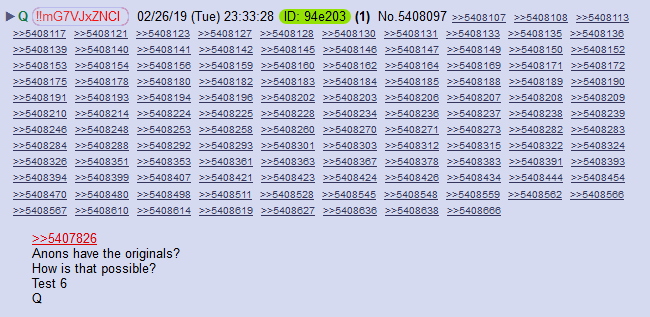 ▶ Q !!mG7VJxZNCI 02/26/19 (Tue) 23:33:28 ID: 94e203 (1) No.5408097 >>5408107 >>5408108 >>5408113
>>5408117 >>5408121 >>5408123 >>5408127 >>5408128 >>5408130 >>5408131 >>5408133 >>5408135 >>5408136
>>5408139 >>5408140 >>5408141 >>5408142 >>5408145 >>5408146 >>5408147 >>5408149 >>5408150 >>5408152
>>5408153 >>5408154 >>5408156 >>5408159 >>5408160 >>5408162 >>5408164 >>5408169 >>5408171 >>5408172
>>5408175 >>5408178 >>5408180 >>5408182 >>5408183 >>5408184 >>5408185 >>5408188 >>5408189 >>5408190
>>5408191 >>5408193 >>5408194 >>5408196 >>5408202 >>5408203 >>5408206 >>5408207 >>5408208 >>5408209
>>5408210 >>5408214 >>5408224 >>5408225 >>5408228 >>5408234 >>5408236 >>5408237 >>5408238 >>5408239
>>5408246 >>5408248 >>5408253 >>5408258 >>5408260 >>5408270 >>5408271 >>5408273 >>5408282 >>5408283
>>5408284 >>5408288 >>5408292 >>5408293 >>5408301 >>5408303 >>5408312 >>5408315 >>5408322 >>5408324
>>5408326 >>5408351 >>5408353 >>5408361 >>5408363 >>5408367 >>5408378 >>5408383 >>5408391 >>5408393
>>5408394 >>5408399 >>5408407 >>5408421 >>5408423 >>5408424 >>5408426 >>5408434 >>5408444 >>5408454
>>5408470 >>5408480 >>5408498 >>5408511 >>5408528 >>5408545 >>5408548 >>5408559 >>5408562 >>5408566
>>5408567 >>5408610 >>5408614 >>5408619 >>5408627 >>5408636 >>5408638 >>5408666
>>5407826
Anons have the originals?
How is that possible?
Test 6
Q